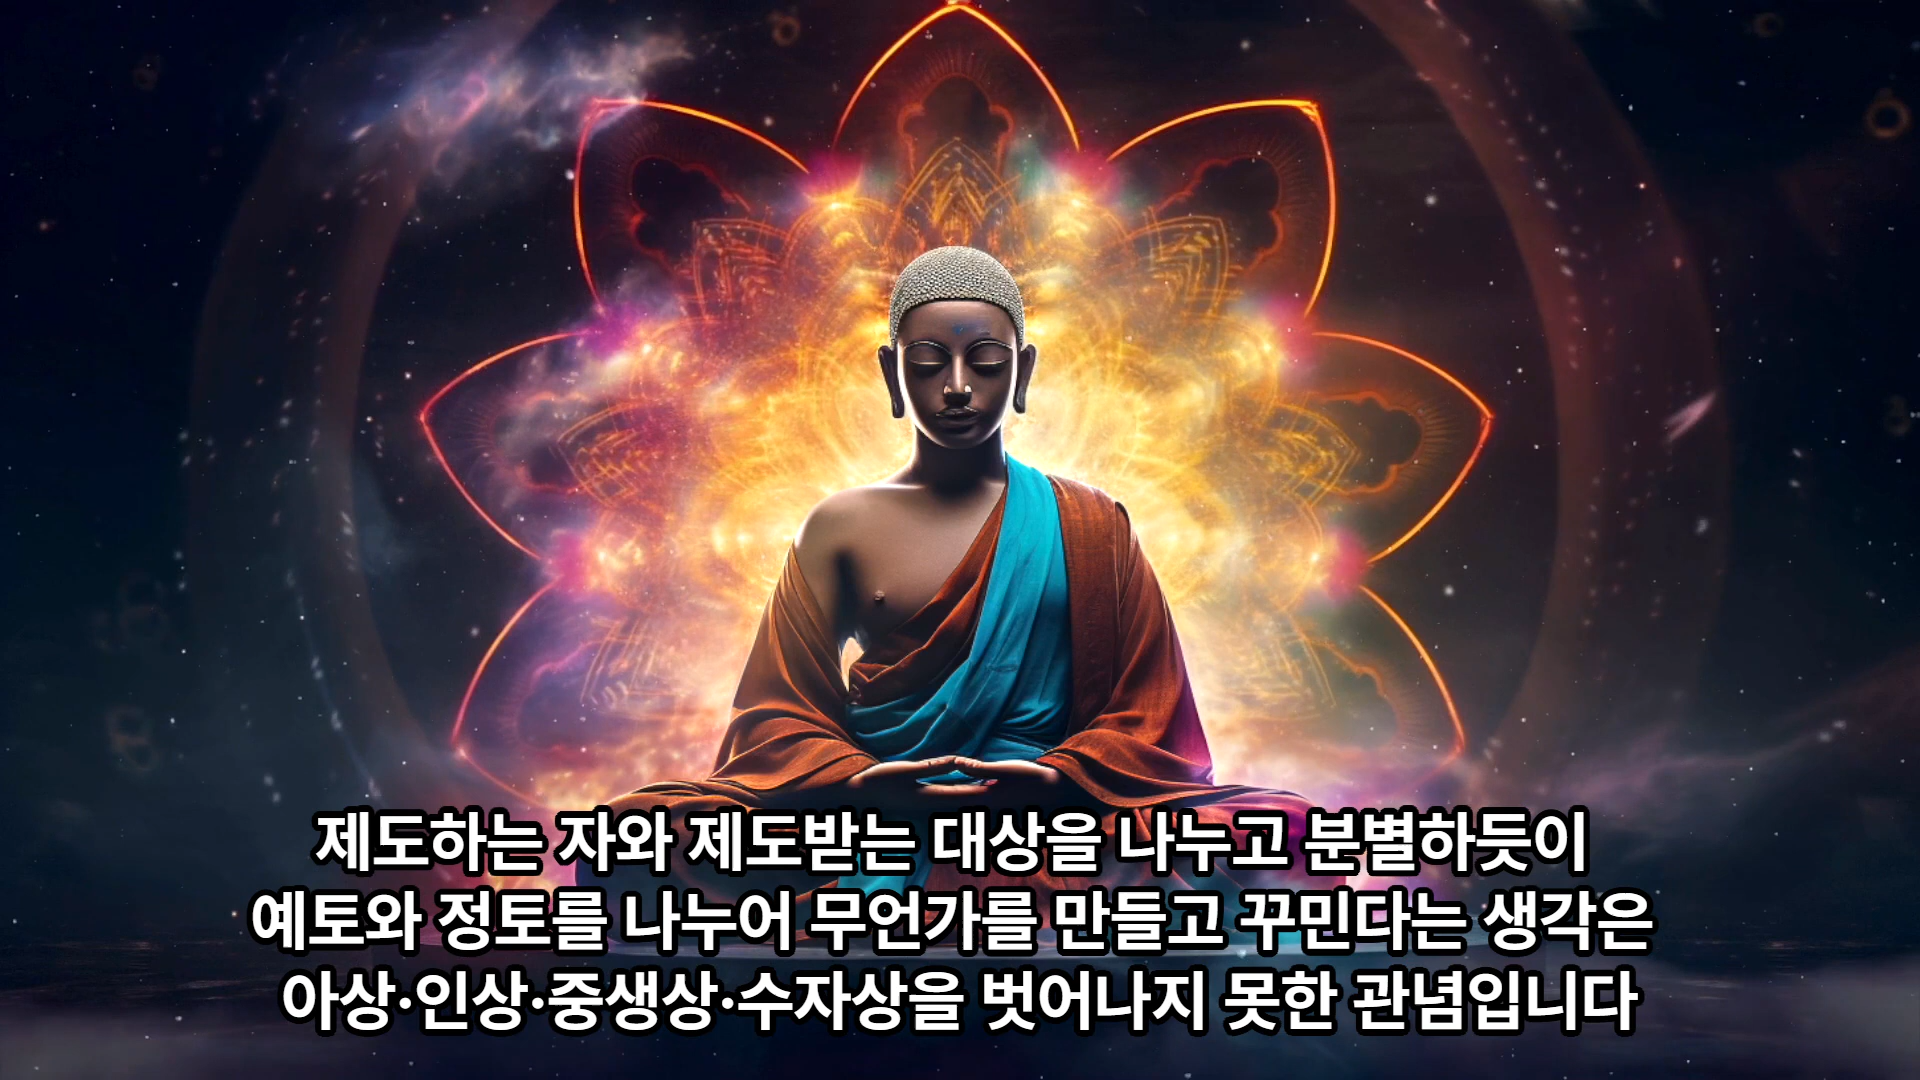 제도하는 자와 제도받는 대상을 나누고 분별하듯이
예토와 정토를 나누어 무언가를 만들고 꾸민다는 생각은
아상·인상·중생상·수자상을 벗어나지 못한 관념입니다